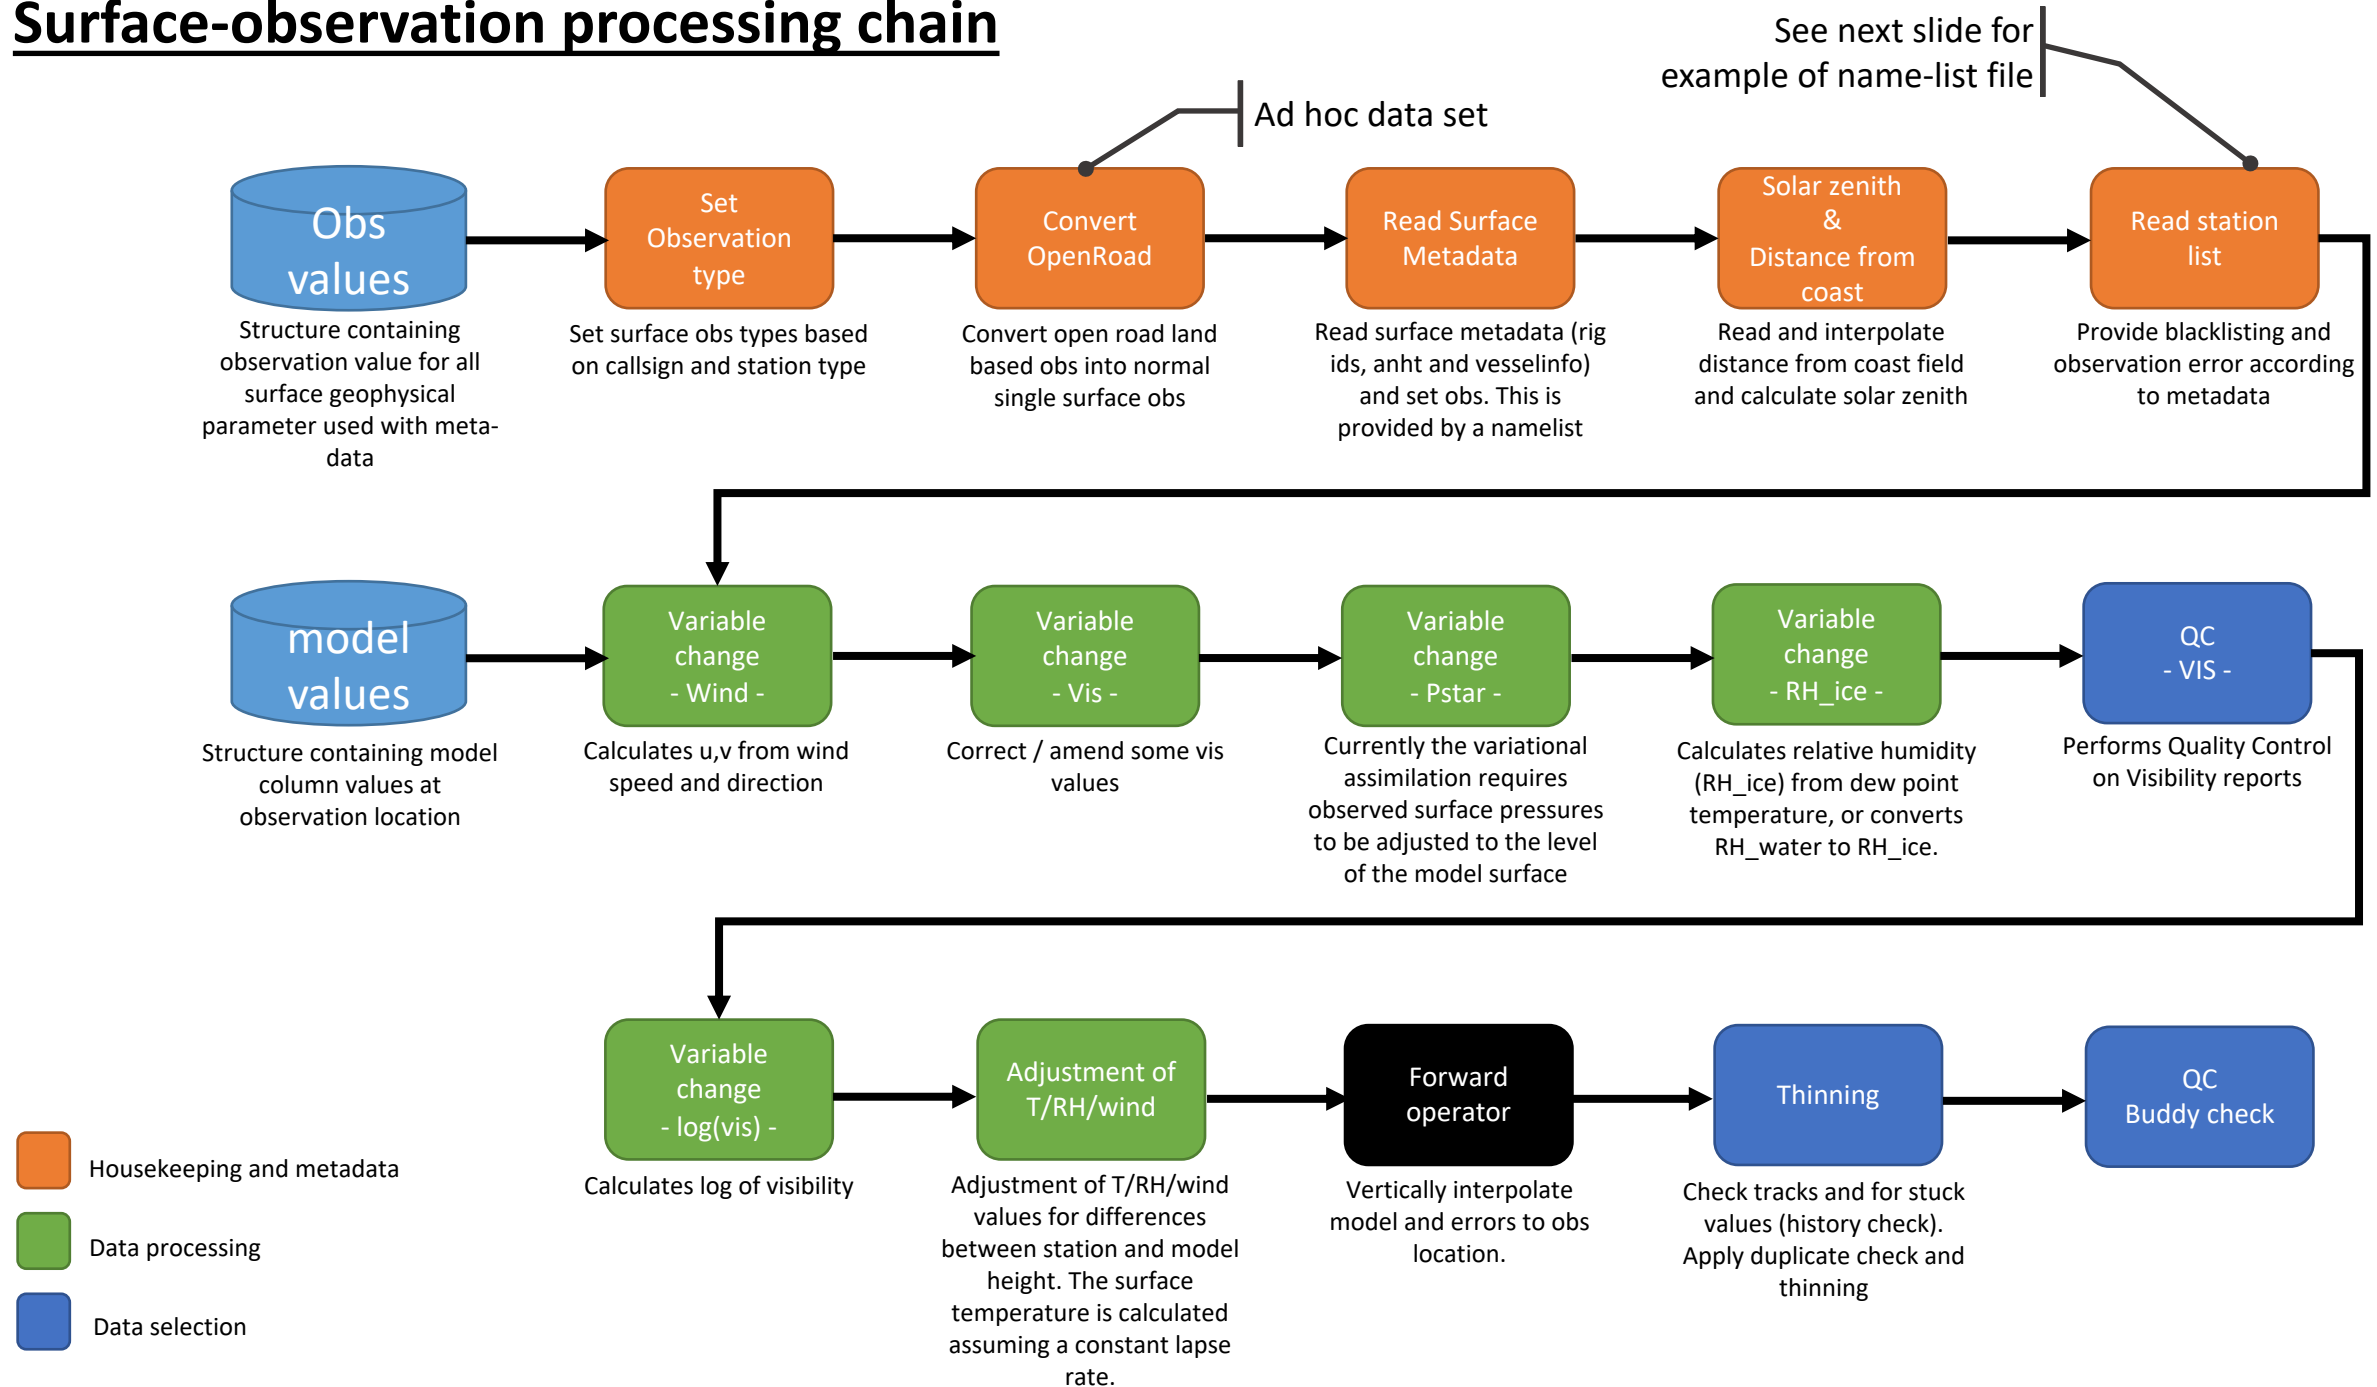 Surface-observation processing chain
See next slide for
example of name-list file
Ad hoc data set
Obs
values
Structure containing
observation value for all
surface geophysical
parameter used with meta-
data
Set
Observation
type
Set surface obs types based
on callsign and station type
Convert
OpenRoad
Convert open road land
based obs into normal
single surface obs
Read Surface
Metadata
Read surface metadata (rig
ids, anht and vesselinfo)
and set obs. This is
provided by a namelist
Solar zenith
&
Distance from
coast
Read and interpolate
distance from coast field
and calculate solar zenith
Read station
list
Provide blacklisting and
observation error according
to metadata
model
values
Structure containing model
column values at
observation location
Variable
change
- Wind -
Calculates u,v from wind
speed and direction
Variable
change
- Vis -
Correct / amend some vis
values
Variable
change
- Pstar -
Currently the variational
assimilation requires
observed surface pressures
to be adjusted to the level
of the model surface
Variable
change
- RH_ice -
Calculates relative humidity
(RH_ice) from dew point
temperature, or converts
RH_water to RH_ice.
QC
- VIS -
Performs Quality Control
on Visibility reports
Variable
change
- log(vis) -
Calculates log of visibility
Adjustment of
T/RH/wind
Adjustment of T/RH/wind
values for differences
between station and model
height. The surface
temperature is calculated
assuming a constant lapse
rate.
Forward
operator
Vertically interpolate
model and errors to obs
location.
Thinning
Check tracks and for stuck
values (history check).
Apply duplicate check and
thinning
QC
Buddy check
Housekeeping and metadata
Data processing
Data selection